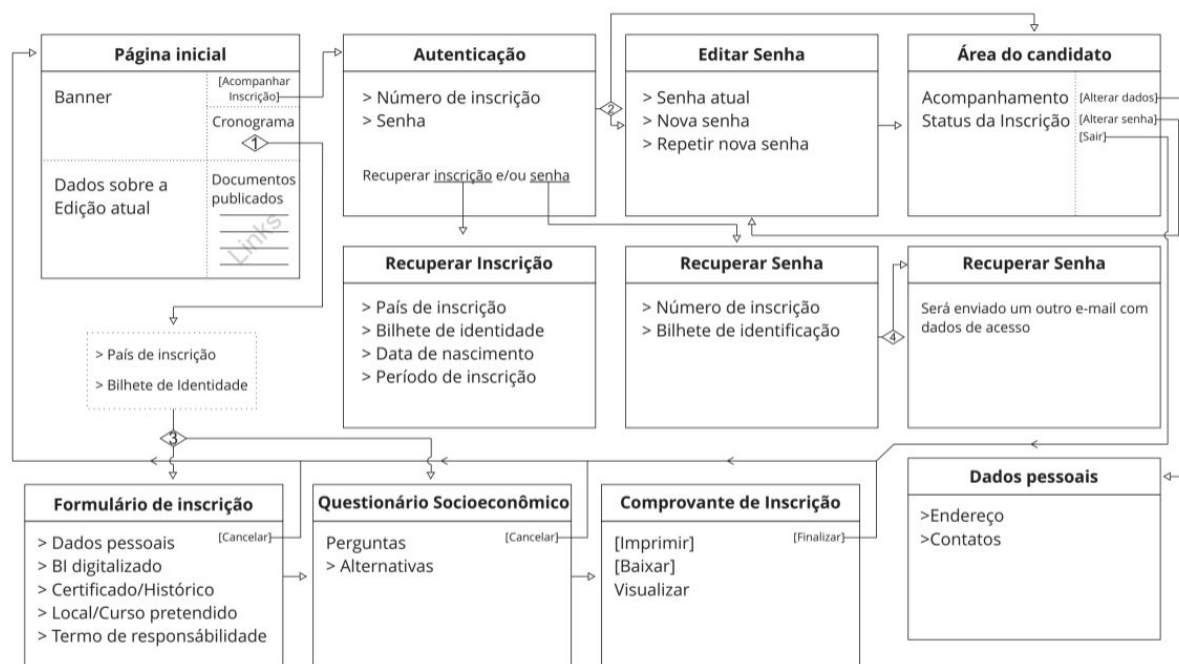 Página inicial
Banner
[Acompanhar
Inscrição]
Cronograma
1
Dados sobre a
Edição atual
Documentos
publicados
Links
Autenticação
> Número de inscrição
> Senha
Recuperar inscrição e/ou senha
2
Editar Senha
> Senha atual
> Nova senha
> Repetir nova senha
Área do candidato
Acompanhamento
Status da Inscrição
[Alterar dados]
[Alterar senha]
[Sair]
Recuperar Inscrição
> País de inscrição
> Bilhete de identidade
> Data de nascimento
> Período de inscrição
Recuperar Senha
> Número de inscrição
> Bilhete de identificação
4
Recuperar Senha
Será enviado um outro e-mail com
dados de acesso
> País de inscrição
> Bilhete de Identidade
3
Formulário de inscrição
[Cancelar]
> Dados pessoais
> BI digitalizado
> Certificado/Histórico
> Local/Curso pretendido
> Termo de responsábilidade
Questionário Socioeconômico
[Cancelar]
Perguntas
> Alternativas
Comprovante de Inscrição
[Finalizar]
[Imprimir]
[Baixar]
Visualizar
Dados pessoais
>Endereço
>Contatos